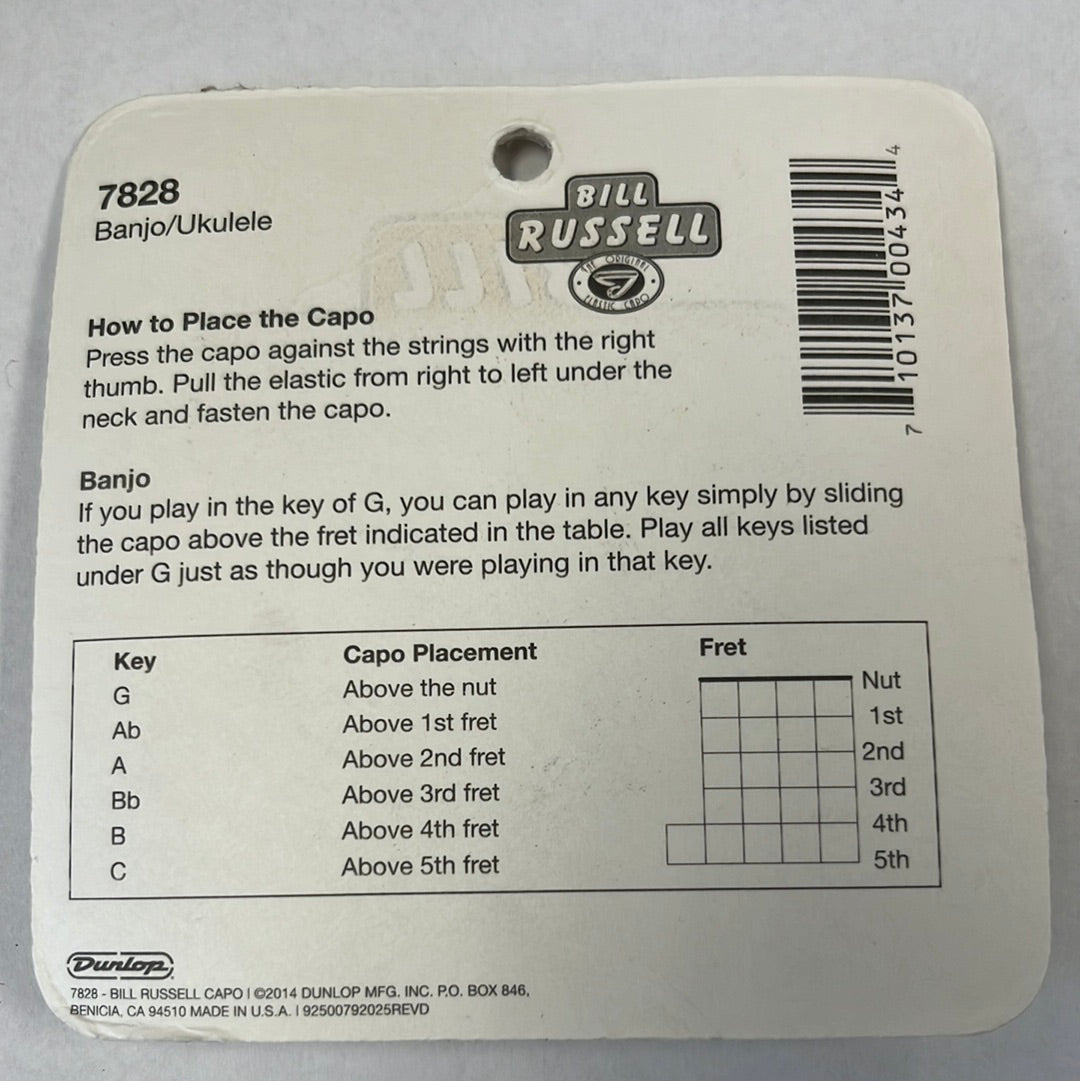 7828
Banjo/Ukulele
BILL
RUSSELL
THE ORIGINAL
CLASSIC CAPO
7 10137 00434 4
How to Place the Capo
Press the capo against the strings with the right
thumb. Pull the elastic from right to left under the
neck and fasten the capo.
Banjo
If you play in the key of G, you can play in any key simply by sliding
the capo above the fret indicated in the table. Play all keys listed
under G just as though you were playing in that key.
Key Capo Placement Fret
G Above the nut Nut
Ab Above 1st fret 1st
A Above 2nd fret 2nd
Bb Above 3rd fret 3rd
B Above 4th fret 4th
C Above 5th fret 5th
Dunlop
7828 - BILL RUSSELL CAPO | ©2014 DUNLOP MFG. INC. P.O. BOX 846,
BENICIA, CA 94510 MADE IN U.S.A. | 92500792025REVD